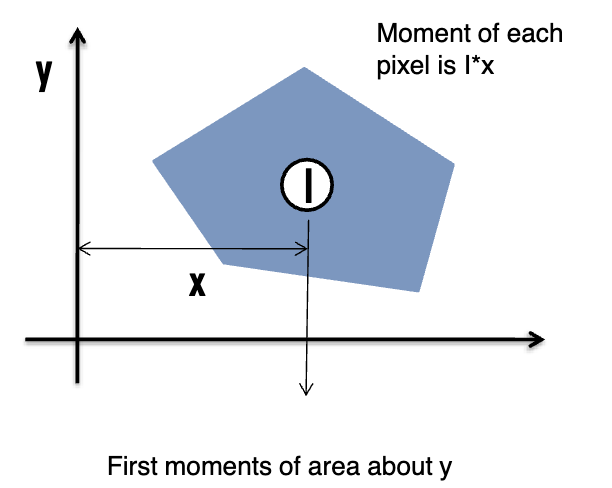 Moment of each
pixel is I*x
y
I
x
First moments of area about y